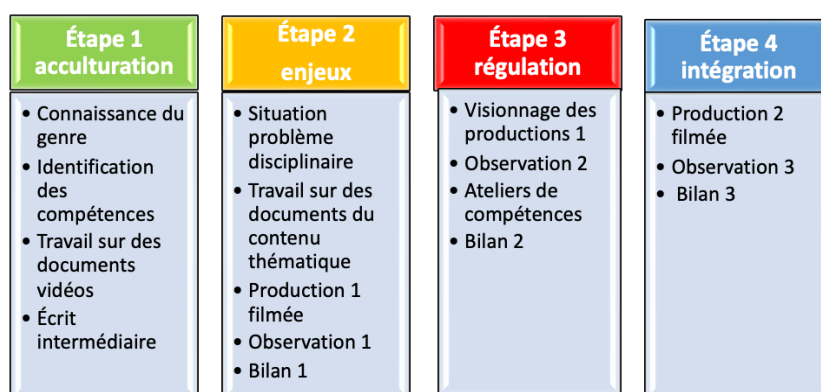 Étape 1
acculturation
• Connaissance du
genre
• Identification
des
compétences
• Travail sur des
documents
vidéos
• Écrit
intermédiaire
Étape 2
enjeux
• Situation
problème
disciplinaire
• Travail sur des
documents du
contenu
thématique
• Production 1
filmée
• Observation 1
• Bilan 1
Étape 3
régulation
• Visionnage des
productions 1
• Observation 2
• Ateliers de
compétences
• Bilan 2
Étape 4
intégration
• Production 2
filmée
• Observation 3
• Bilan 3